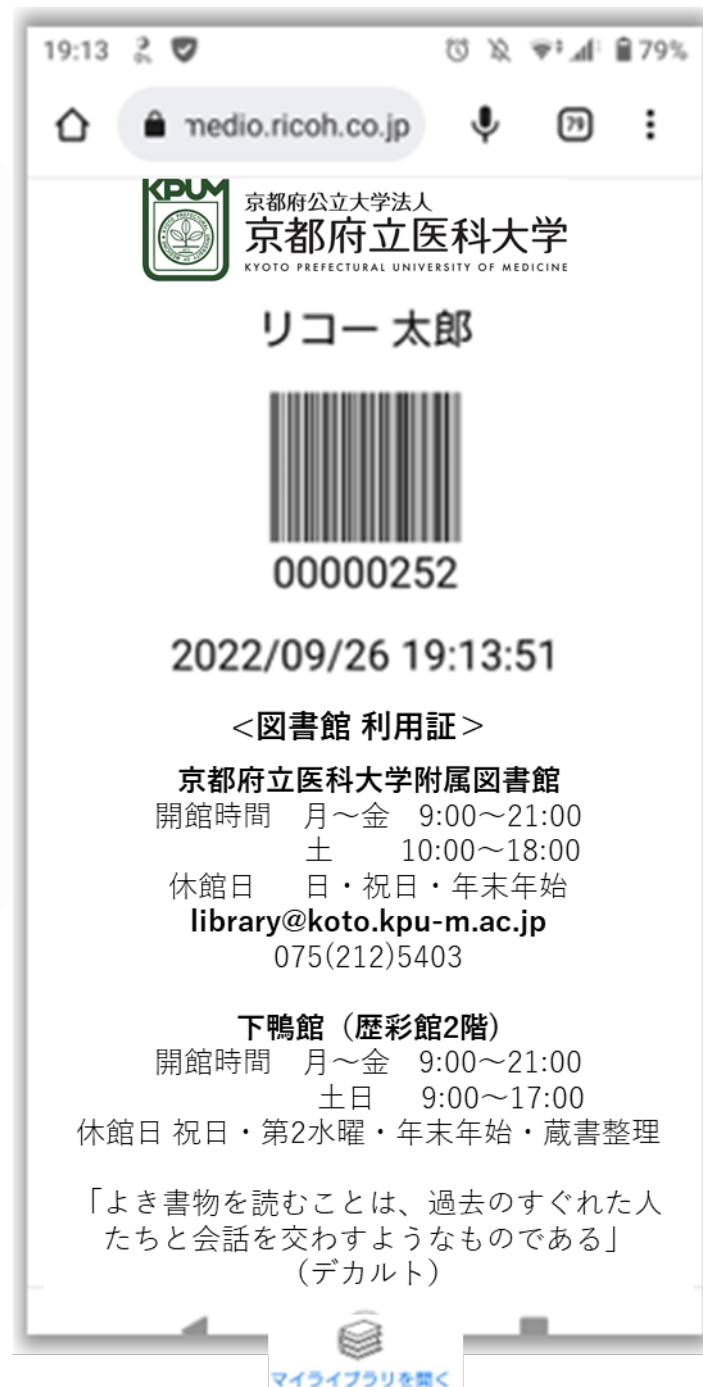 19:13 79%
medio.ricoh.co.jp 79
KPUM
京都府公立大学法人
京都府立医科大学
KYOTO PREFECTURAL UNIVERSITY OF MEDICINE
リコー 太郎
00000252
2022/09/26 19:13:51
<図書館 利用証>
京都府立医科大学附属図書館
開館時間 月～金 9:00～21:00
土 10:00～18:00
休館日 日・祝日・年末年始
library@koto.kpu-m.ac.jp
075(212)5403
下鴨館（歴彩館2階）
開館時間 月～金 9:00～21:00
土日 9:00～17:00
休館日 祝日・第2水曜・年末年始・蔵書整理
「よき書物を読むことは、過去のすぐれた人
たちと会話を交わすようなものである」
（デカルト）
マイライブラリを開く